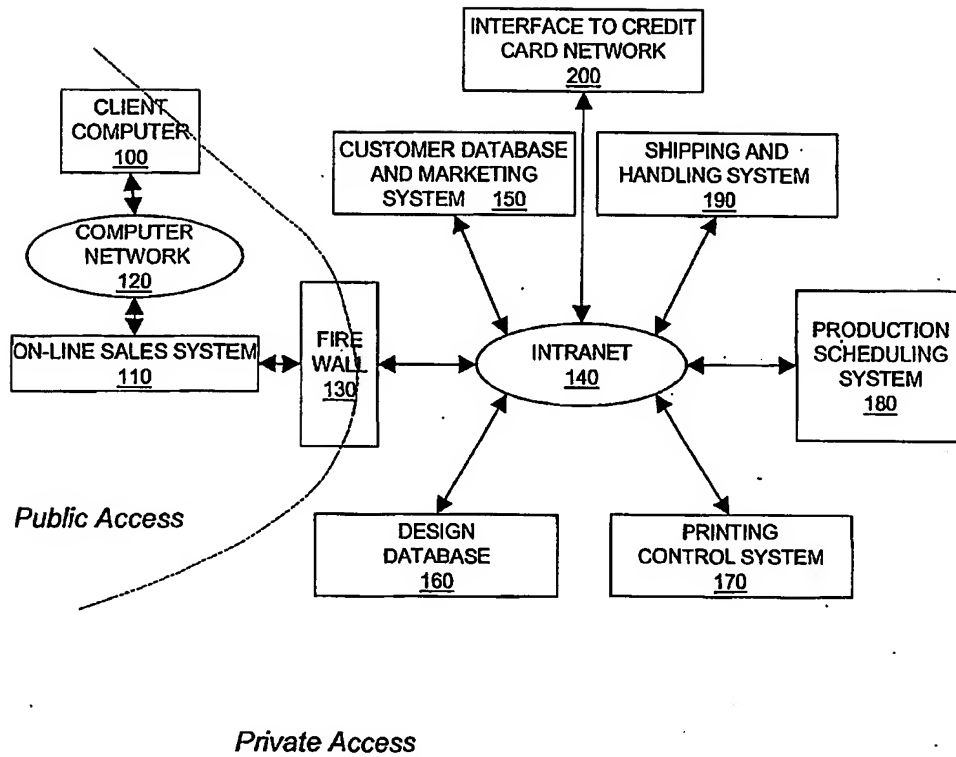 INTERFACE TO CREDIT
CARD NETWORK
200
CLIENT
COMPUTER
100
CUSTOMER DATABASE
AND MARKETING
SYSTEM 150
SHIPPING AND
HANDLING SYSTEM
190
COMPUTER
NETWORK
120
ON-LINE SALES SYSTEM
110
FIRE
WALL
130
INTRANET
140
PRODUCTION
SCHEDULING
SYSTEM
180
Public Access
DESIGN
DATABASE
160
PRINTING
CONTROL SYSTEM
170
Private Access